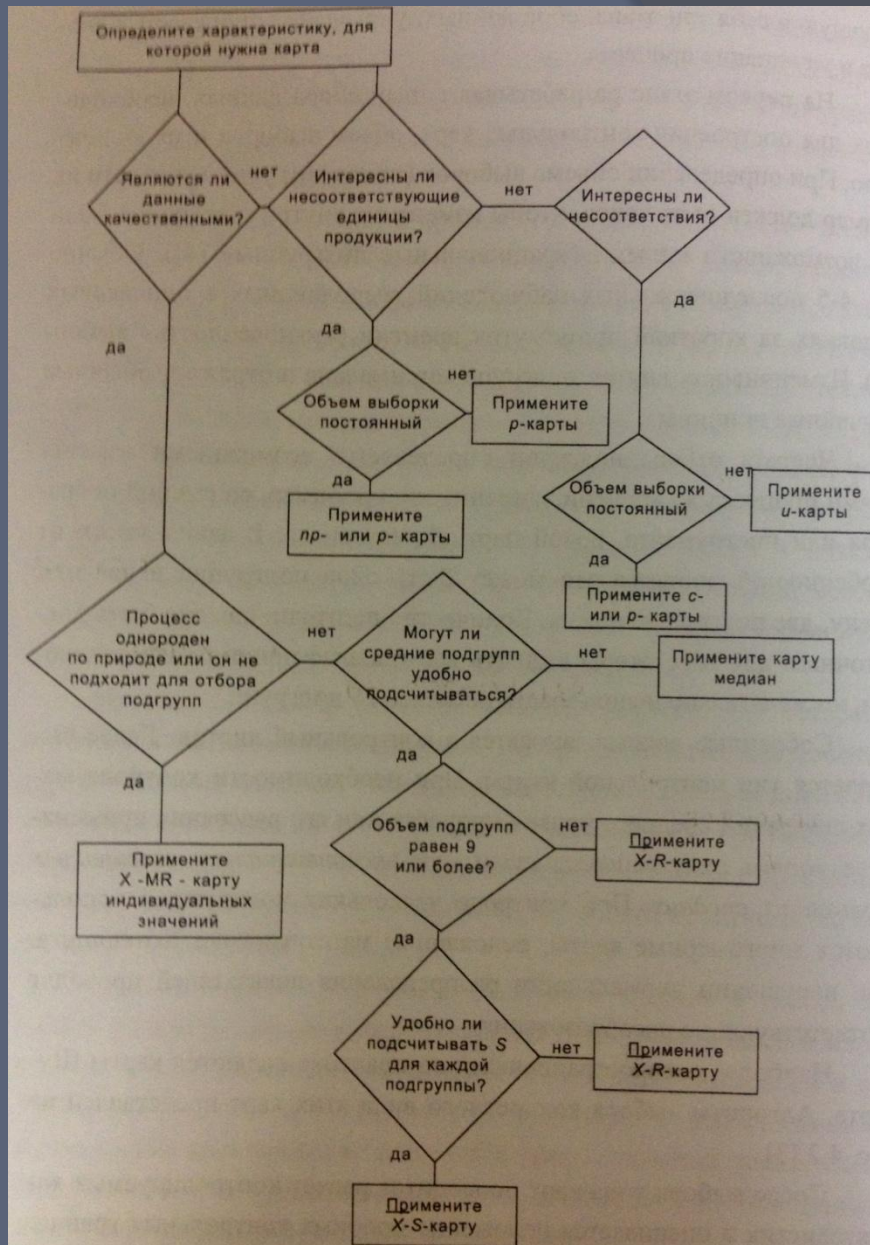 Определите характеристику, для
которой нужна карта
Являются ли
данные
качественными?
нет
Интересны ли
несоответствующие
единицы
продукции?
нет
Интересны ли
несоответствия?
да
да
да
Объем выборки
постоянный
нет
Примените
р-карты
да
Примените
пр- или р- карты
Объем выборки
постоянный
нет
Примените
u-карты
да
Примените с-
или р- карты
Процесс
однороден
по природе или он не
подходит для отбора
подгрупп
нет
Могут ли
средние подгрупп
удобно
подсчитываться?
нет
Примените карту
медиан
да
да
Примените
X -MR - карту
индивидуальных
значений
Объем подгрупп
равен 9
или более?
нет
Примените
X-R-карту
да
Удобно ли
подсчитывать S
для каждой
подгруппы?
нет
Примените
X-R-карту
да
Примените
X-S-карту